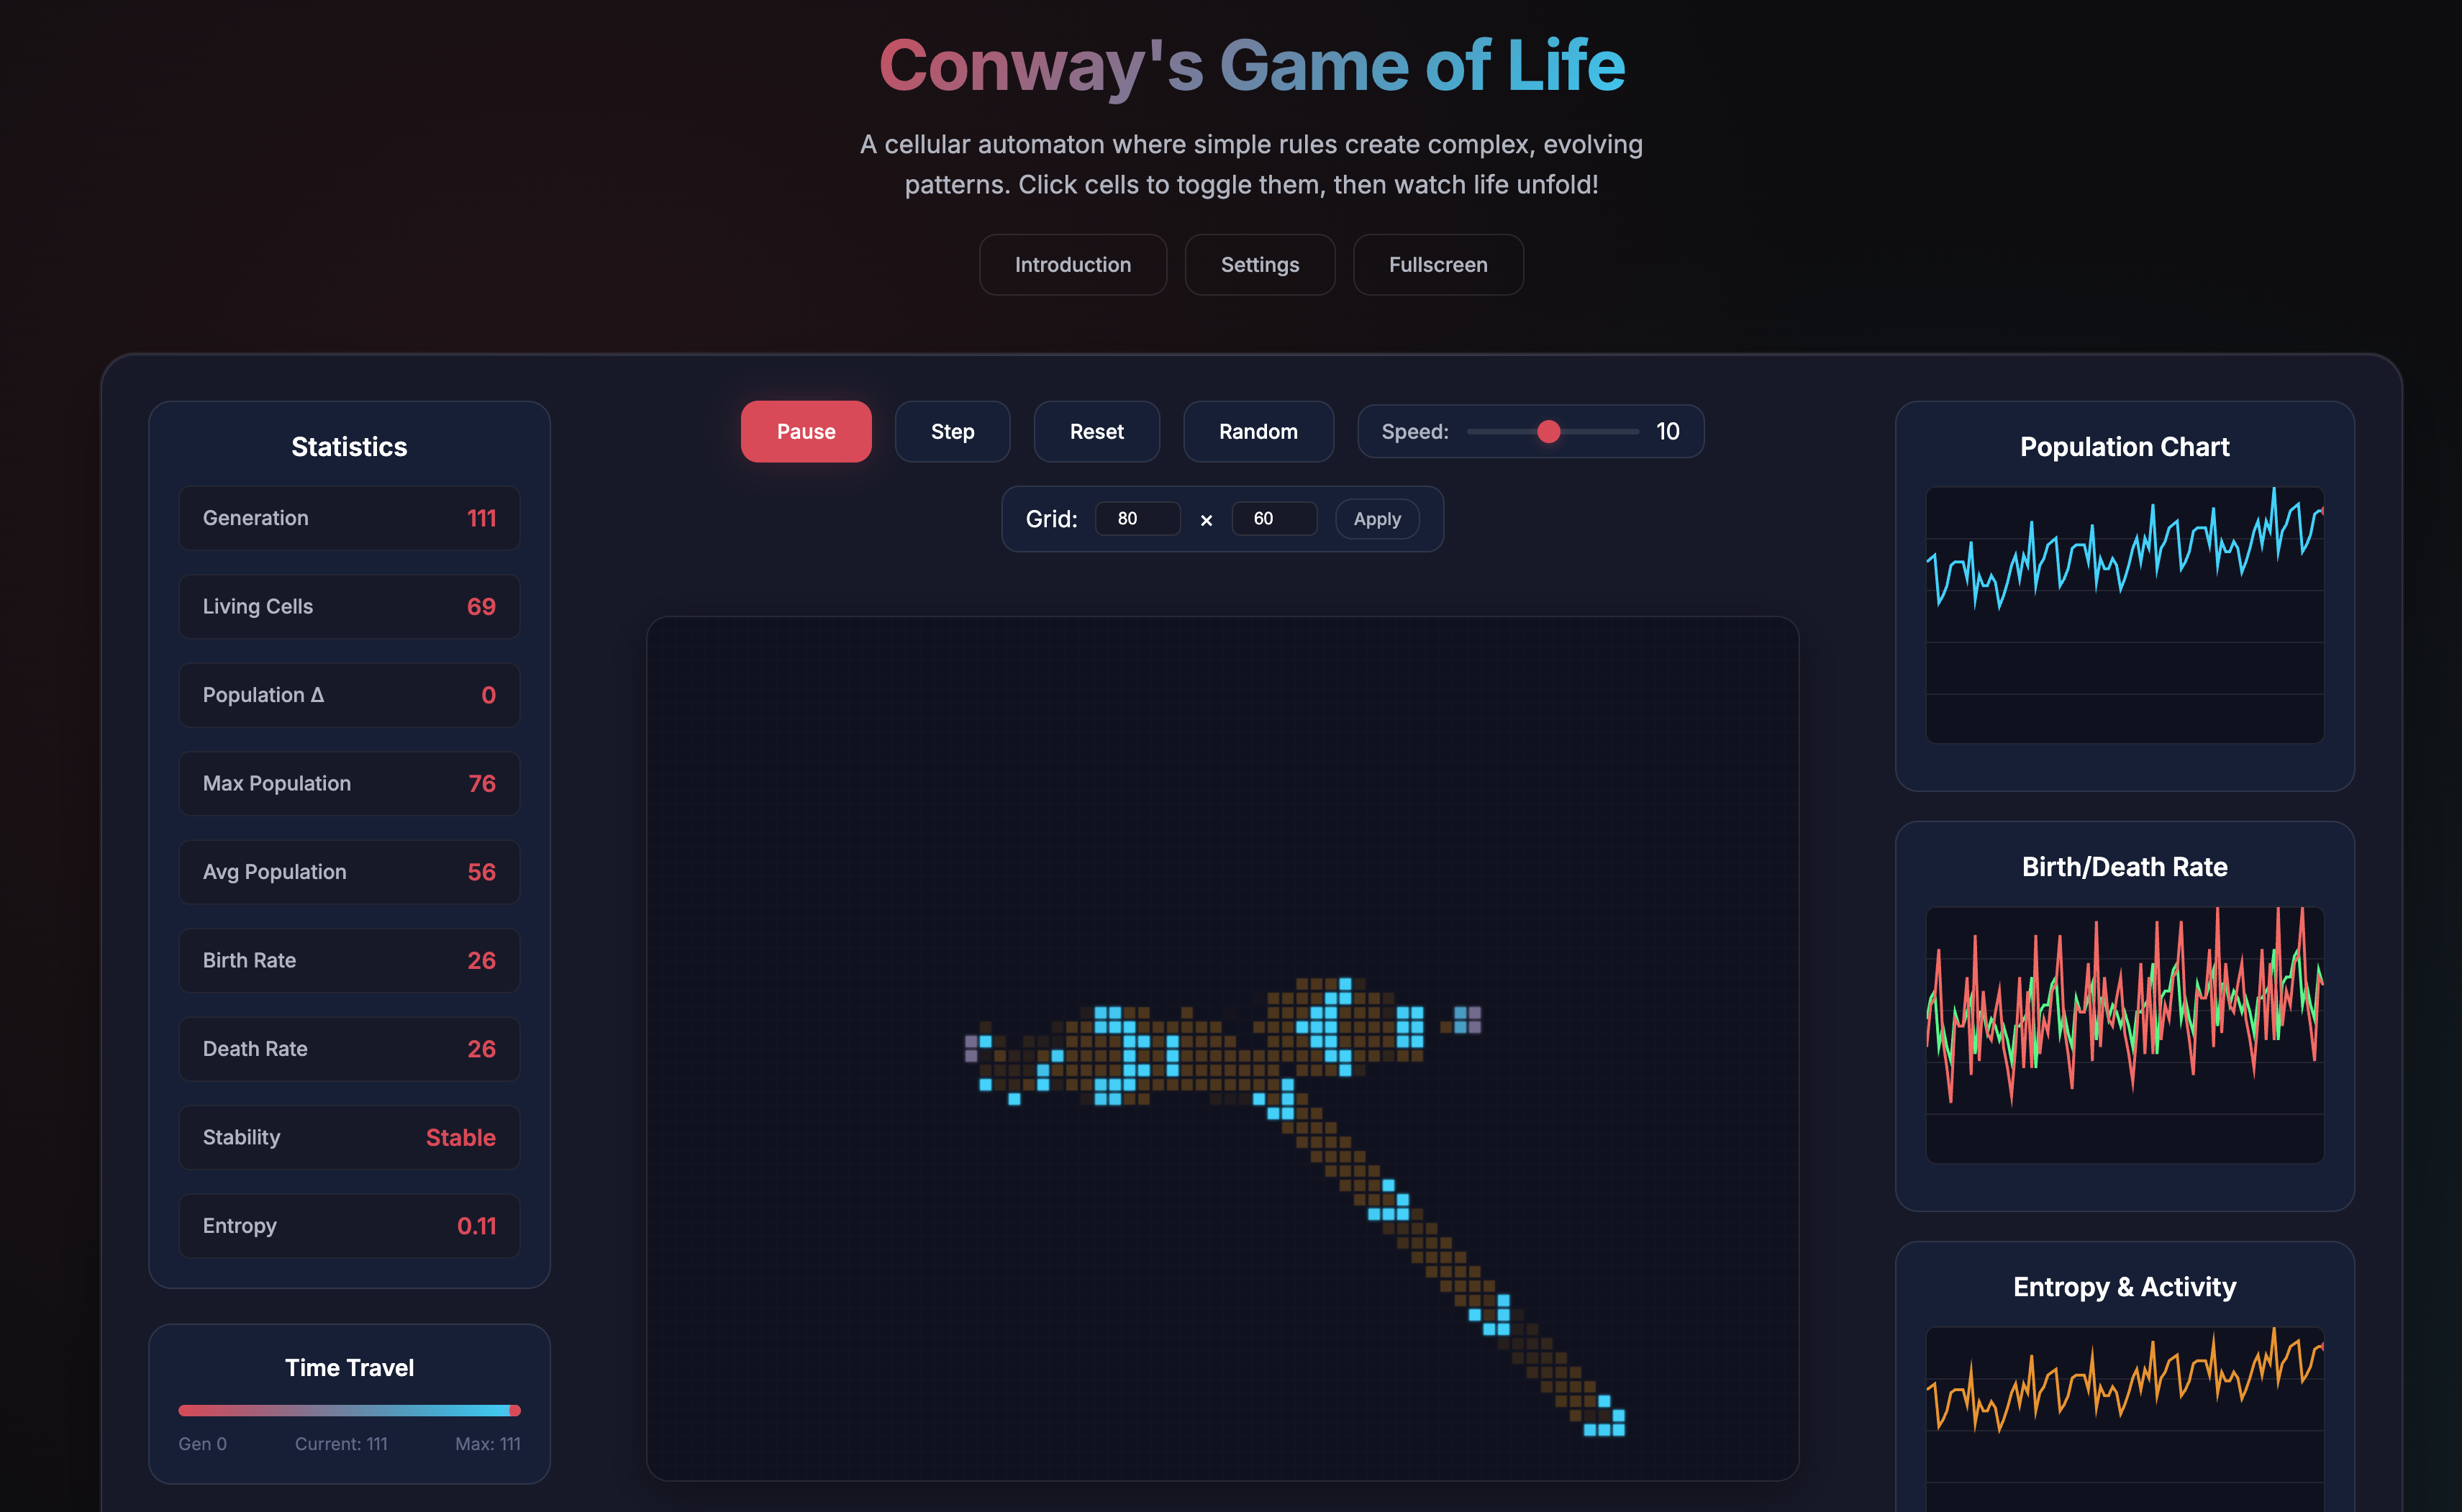 Conway's Game of Life
A cellular automaton where simple rules create complex, evolving
patterns. Click cells to toggle them, then watch life unfold!
Introduction
Settings
Fullscreen
Statistics
Generation 111
Living Cells 69
Population Δ 0
Max Population 76
Avg Population 56
Birth Rate 26
Death Rate 26
Stability Stable
Entropy 0.11
Time Travel
Gen 0 Current: 111 Max: 111
Pause Step Reset Random Speed: 10
Grid: 80 × 60 Apply
Population Chart
Birth/Death Rate
Entropy & Activity